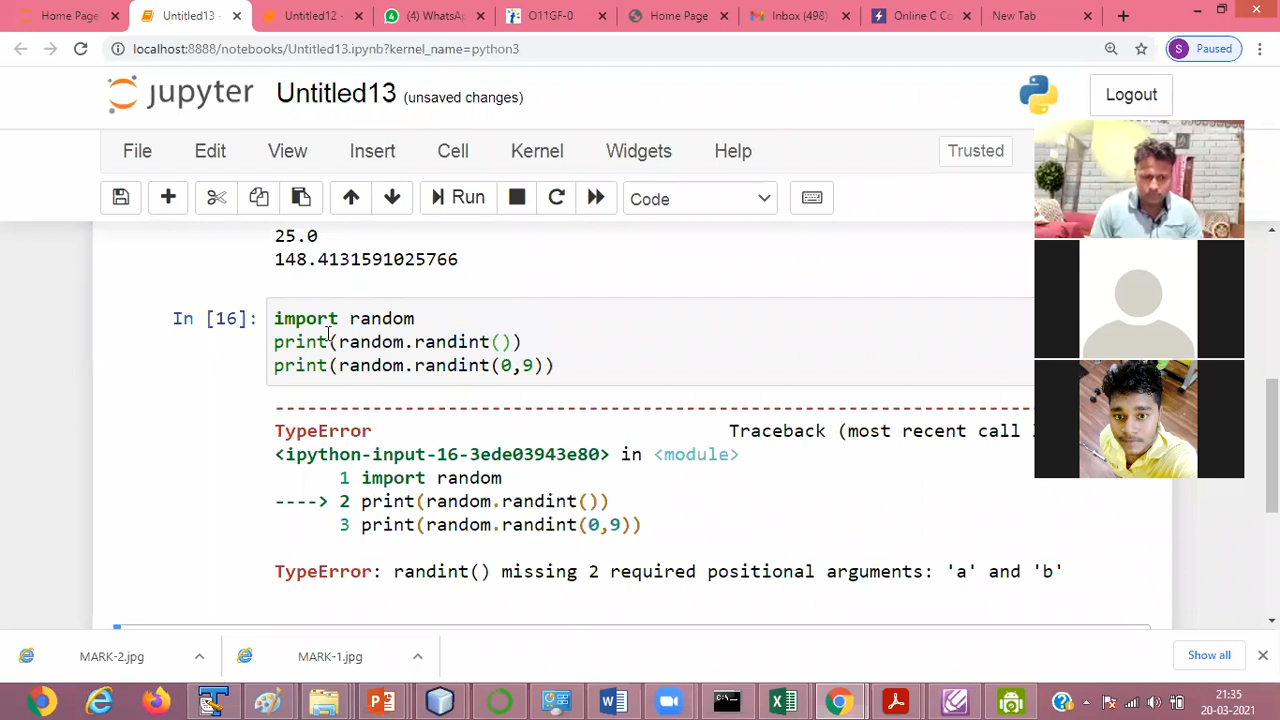 Home Page
Untitled13 -
Untitled12 -
(4) WhatsA
O11GF-0
Home Page
Inbox (498)
Online C Co
New Tab
localhost:8888/notebooks/Untitled13.ipynb?kernel_name=python3
S Paused
jupyter Untitled13 (unsaved changes)
Logout
File Edit View Insert Cell Kernel Widgets Help
Trusted
Run
Code
25.0
148.4131591025766
In [16]: import random
print(random.randint())
print(random.randint(0,9))
TypeError Traceback (most recent call
<ipython-input-16-3ede03943e80> in <module>
1 import random
----> 2 print(random.randint())
3 print(random.randint(0,9))
TypeError: randint() missing 2 required positional arguments: 'a' and 'b'
MARK-2.jpg
MARK-1.jpg
Show all
21:35
20-03-2021